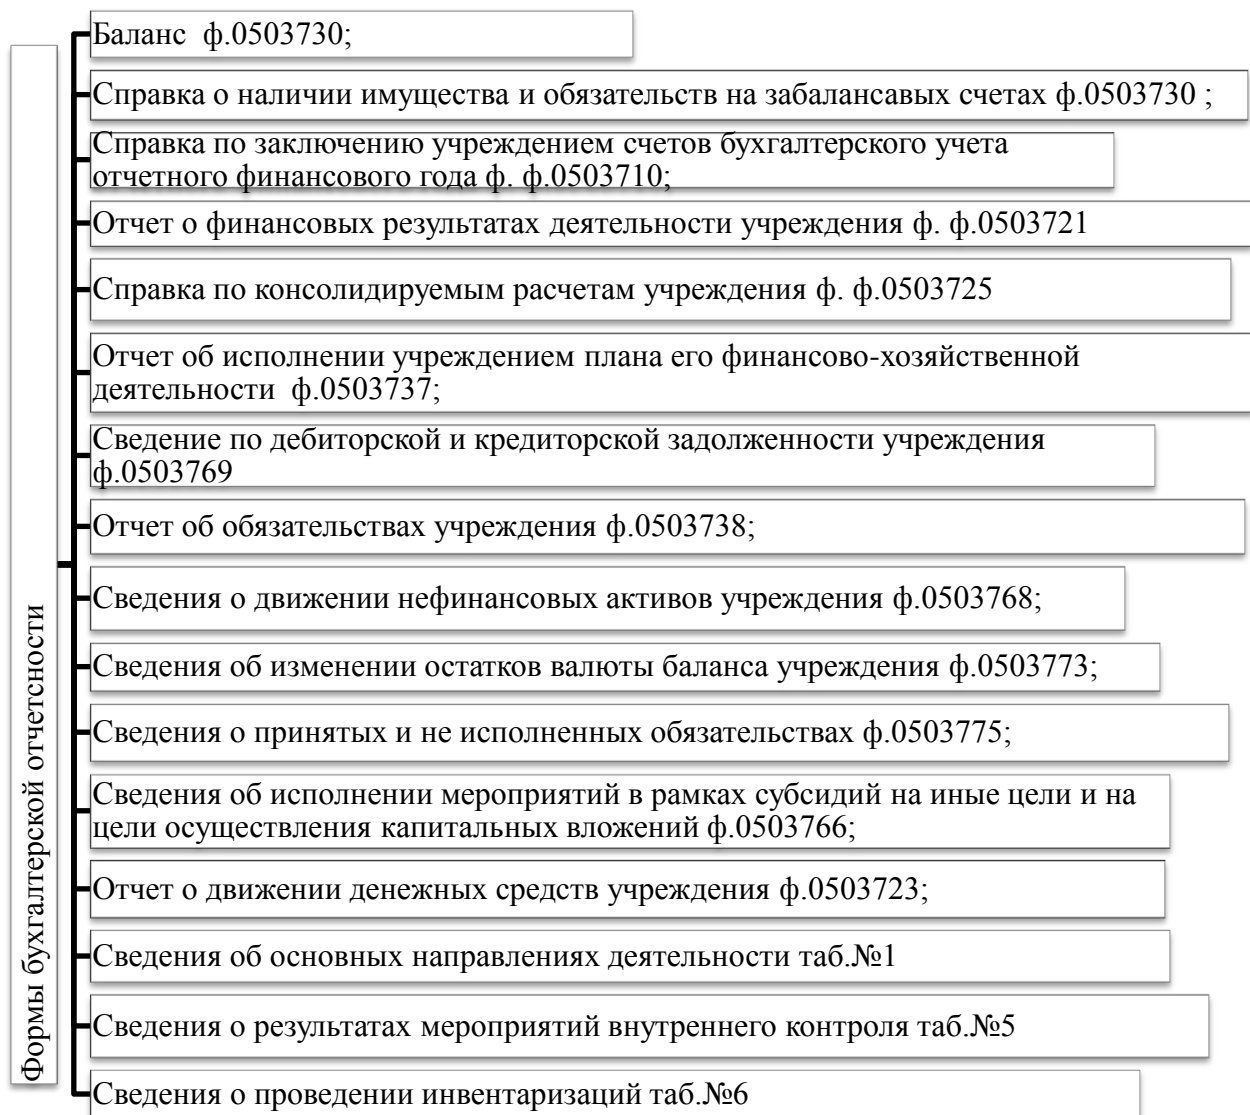 Формы бухгалтерской отчетсности
Баланс ф.0503730;
Справка о наличии имущества и обязательств на забалансавых счетах ф.0503730 ;
Справка по заключению учреждением счетов бухгалтерского учета
отчетного финансового года ф. ф.0503710;
Отчет о финансовых результатах деятельности учреждения ф. ф.0503721
Справка по консолидируемым расчетам учреждения ф. ф.0503725
Отчет об исполнении учреждением плана его финансово-хозяйственной
деятельности ф.0503737;
Сведение по дебиторской и кредиторской задолженности учреждения
ф.0503769
Отчет об обязательствах учреждения ф.0503738;
Сведения о движении нефинансовых активов учреждения ф.0503768;
Сведения об изменении остатков валюты баланса учреждения ф.0503773;
Сведения о принятых и не исполненных обязательствах ф.0503775;
Сведения об исполнении мероприятий в рамках субсидий на иные цели и на
цели осуществления капитальных вложений ф.0503766;
Отчет о движении денежных средств учреждения ф.0503723;
Сведения об основных направлениях деятельности таб.№1
Сведения о результатах мероприятий внутреннего контроля таб.№5
Сведения о проведении инвентаризаций таб.№6